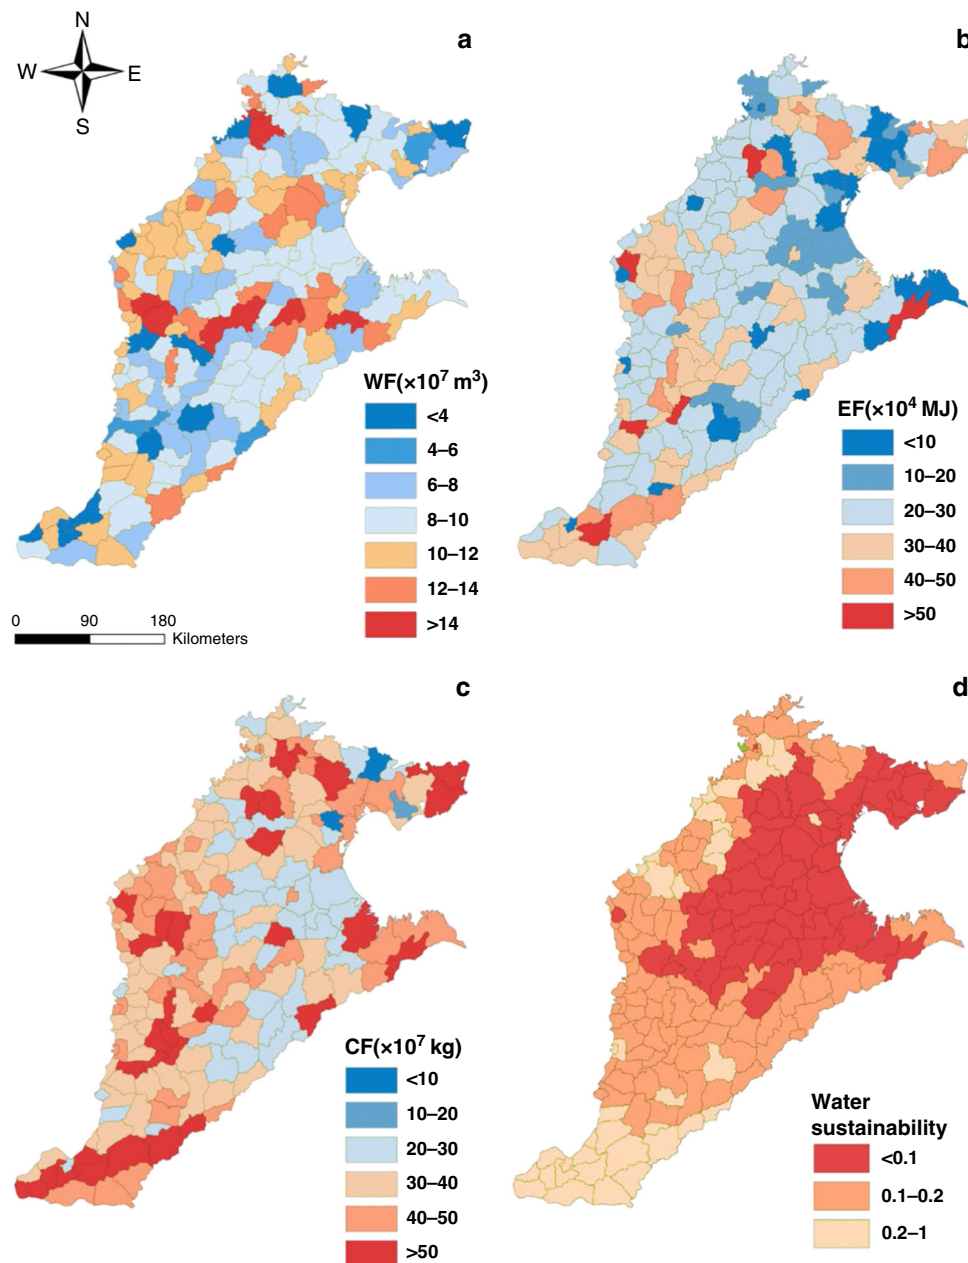 N
W E
S
a
b
WF(×10⁷ m³)
<4
4–6
6–8
8–10
10–12
12–14
>14
EF(×10⁴ MJ)
<10
10–20
20–30
30–40
40–50
>50
0 90 180
Kilometers
c
d
CF(×10⁷ kg)
<10
10–20
20–30
30–40
40–50
>50
Water
sustainability
<0.1
0.1–0.2
0.2–1